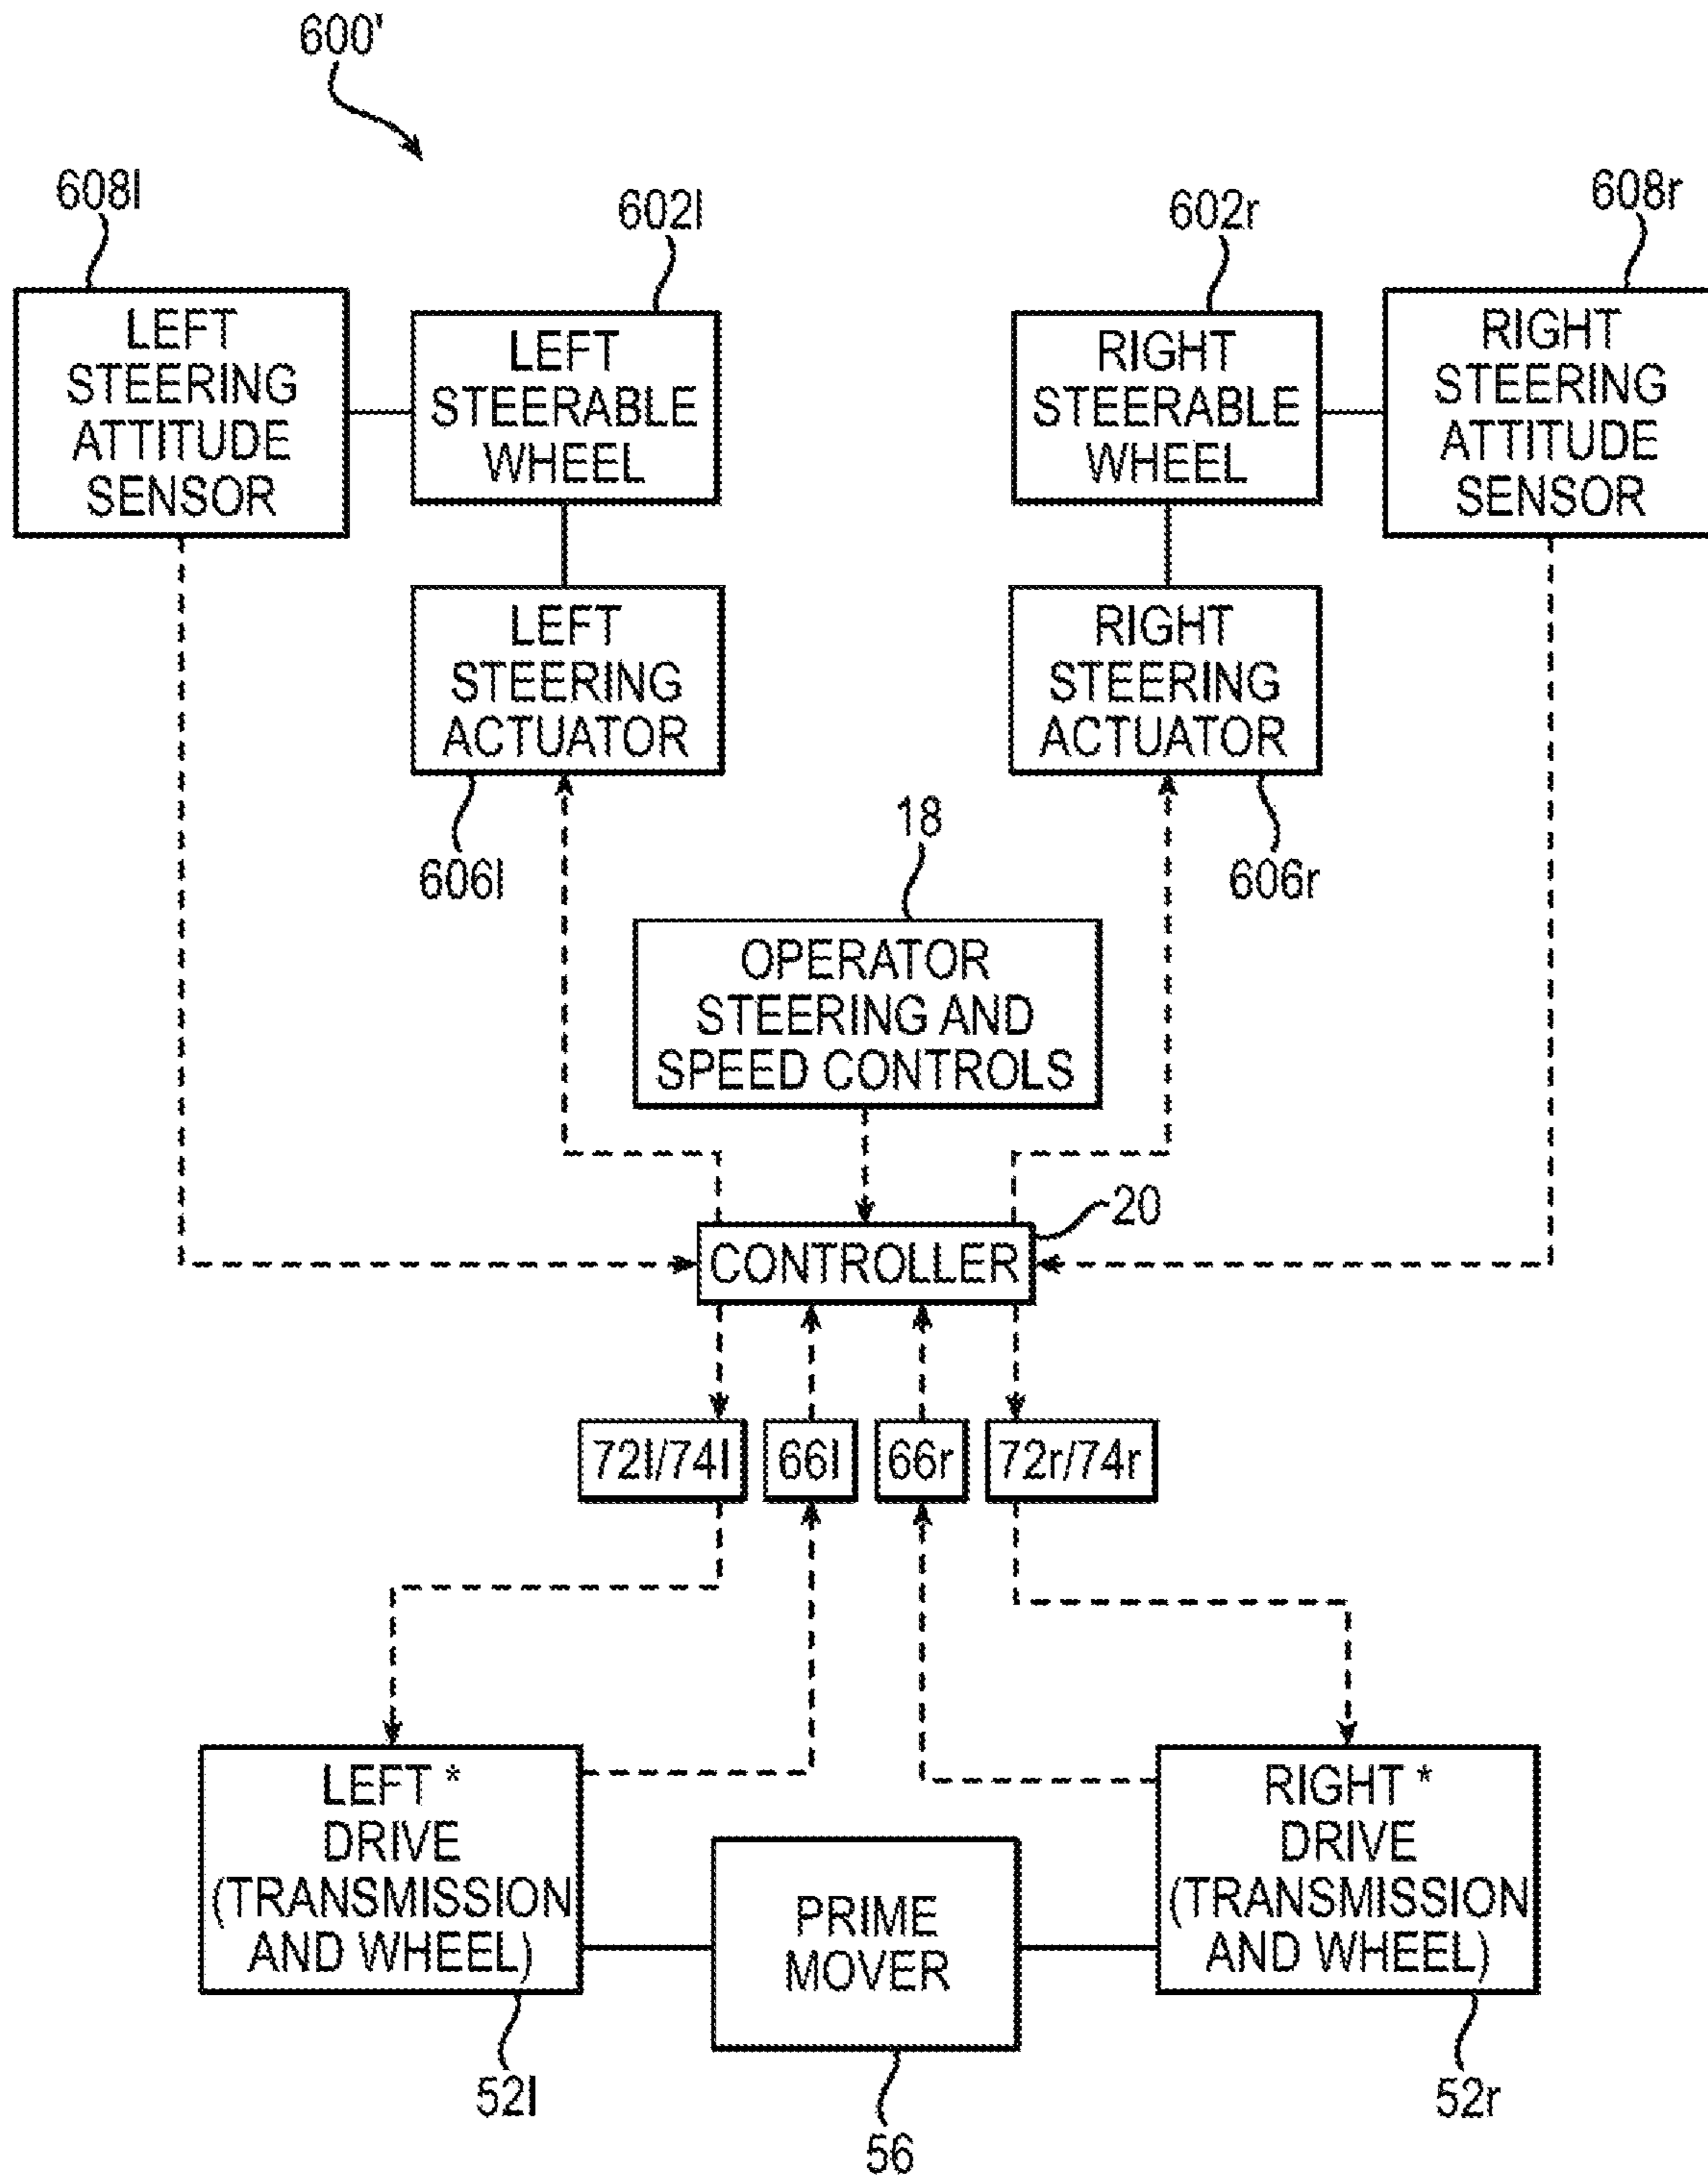 600'
608l
602l
602r
608r
LEFT
STEERING
ATTITUDE
SENSOR
LEFT
STEERABLE
WHEEL
RIGHT
STEERABLE
WHEEL
RIGHT
STEERING
ATTITUDE
SENSOR
LEFT
STEERING
ACTUATOR
RIGHT
STEERING
ACTUATOR
606l
18
606r
OPERATOR
STEERING AND
SPEED CONTROLS
20
CONTROLLER
72l/74l
66l
66r
72r/74r
LEFT *
DRIVE
(TRANSMISSION
AND WHEEL)
PRIME
MOVER
RIGHT *
DRIVE
(TRANSMISSION
AND WHEEL)
52l
56
52r